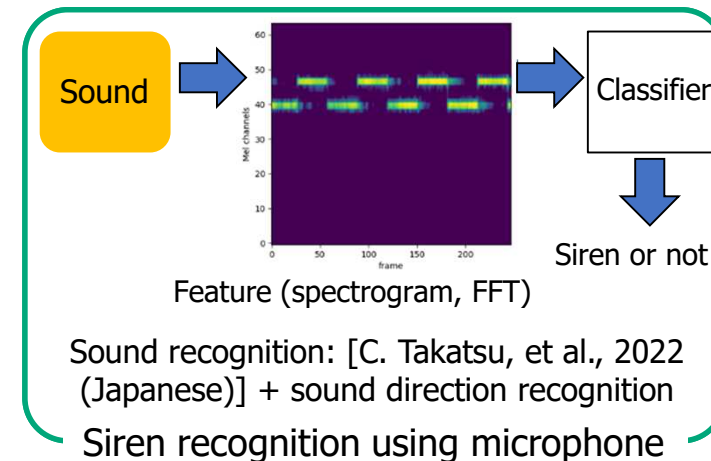 Sound
60
50
40
30
20
10
0
Mel channels
0 50 100 150 200
frame
Classifier
Siren or not
Feature (spectrogram, FFT)
Sound recognition: [C. Takatsu, et al., 2022
(Japanese)] + sound direction recognition
Siren recognition using microphone